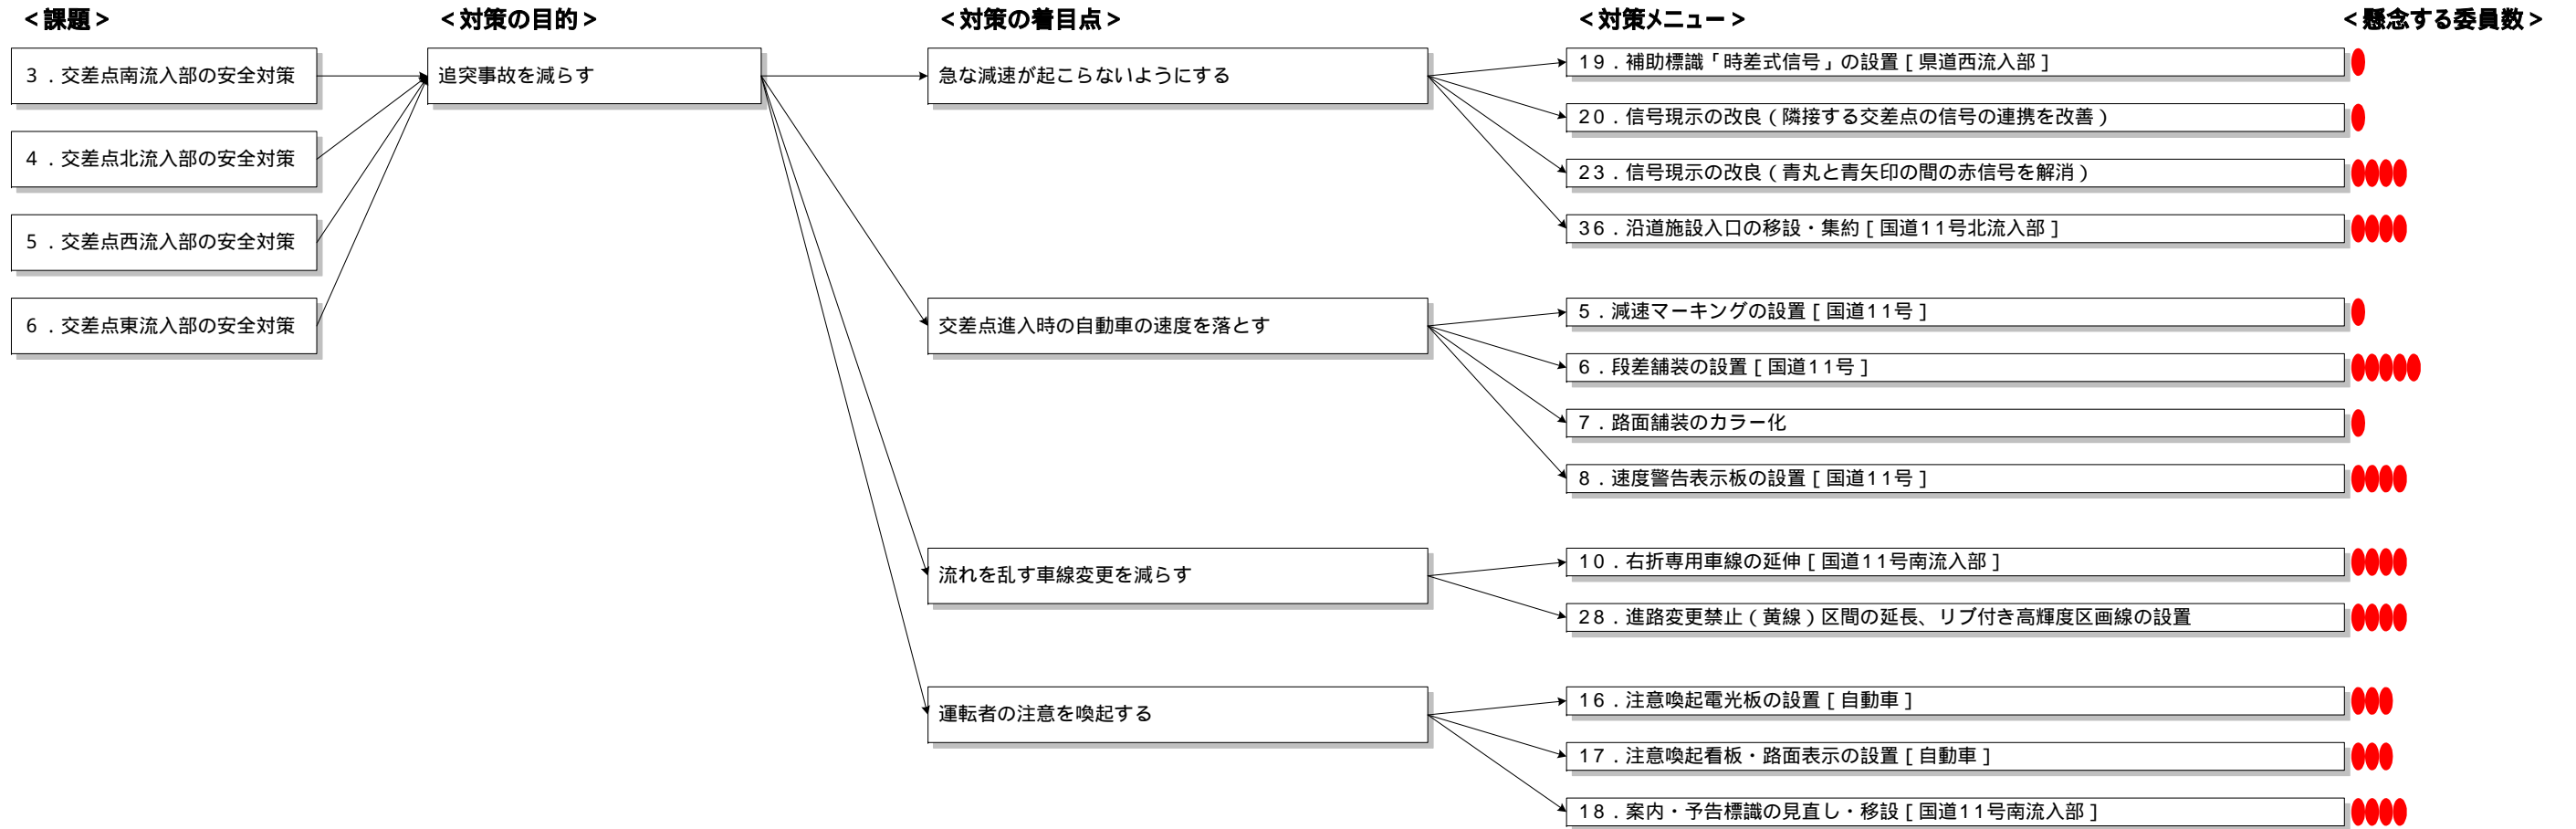 ＜課題＞
＜対策の目的＞
＜対策の着目点＞
＜対策メニュー＞
＜懸念する委員数＞
３．交差点南流入部の安全対策
４．交差点北流入部の安全対策
５．交差点西流入部の安全対策
６．交差点東流入部の安全対策
追突事故を減らす
急な減速が起こらないようにする
19．補助標識「時差式信号」の設置［県道西流入部］
20．信号現示の改良（隣接する交差点の信号の連携を改善）
23．信号現示の改良（青丸と青矢印の間の赤信号を解消）
36．沿道施設入口の移設・集約［国道11号北流入部］
交差点進入時の自動車の速度を落とす
５．減速マーキングの設置［国道11号］
６．段差舗装の設置［国道11号］
７．路面舗装のカラー化
８．速度警告表示板の設置［国道11号］
流れを乱す車線変更を減らす
10．右折専用車線の延伸［国道11号南流入部］
28．進路変更禁止（黄線）区間の延長、リブ付き高輝度区画線の設置
運転者の注意を喚起する
16．注意喚起電光板の設置［自動車］
17．注意喚起看板・路面表示の設置［自動車］
18．案内・予告標識の見直し・移設［国道11号南流入部］